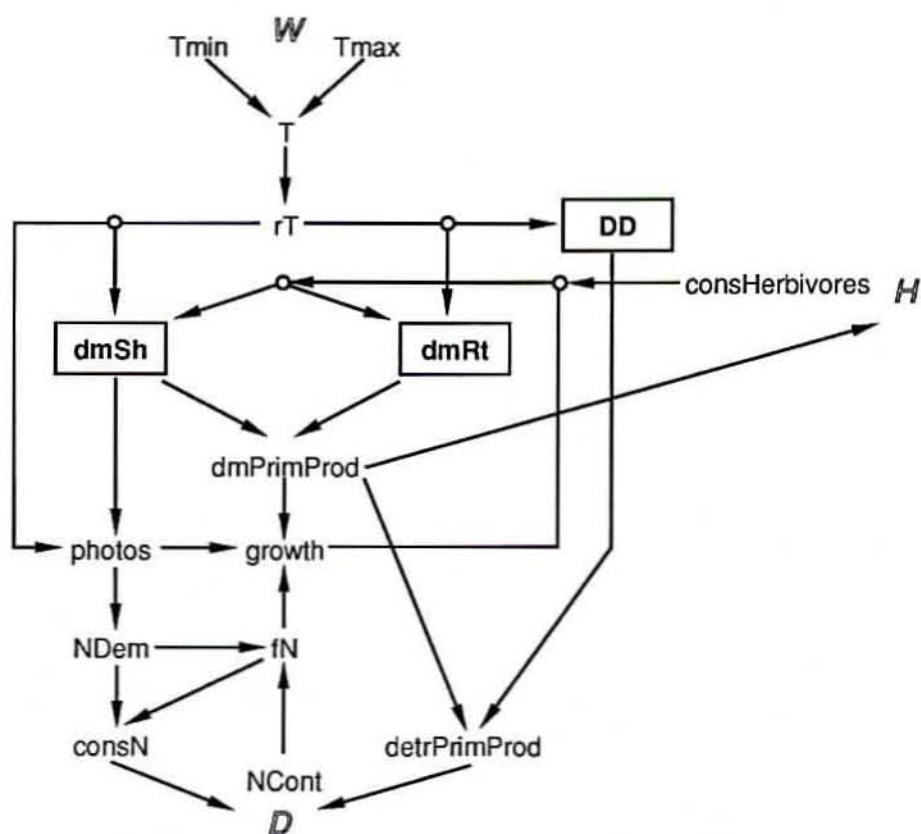 W
Tmin
Tmax
T
rT
DD
consHerbivores
H
dmSh
dmRt
dmPrimProd
photos
growth
NDem
fN
consN
detrPrimProd
NCont
D